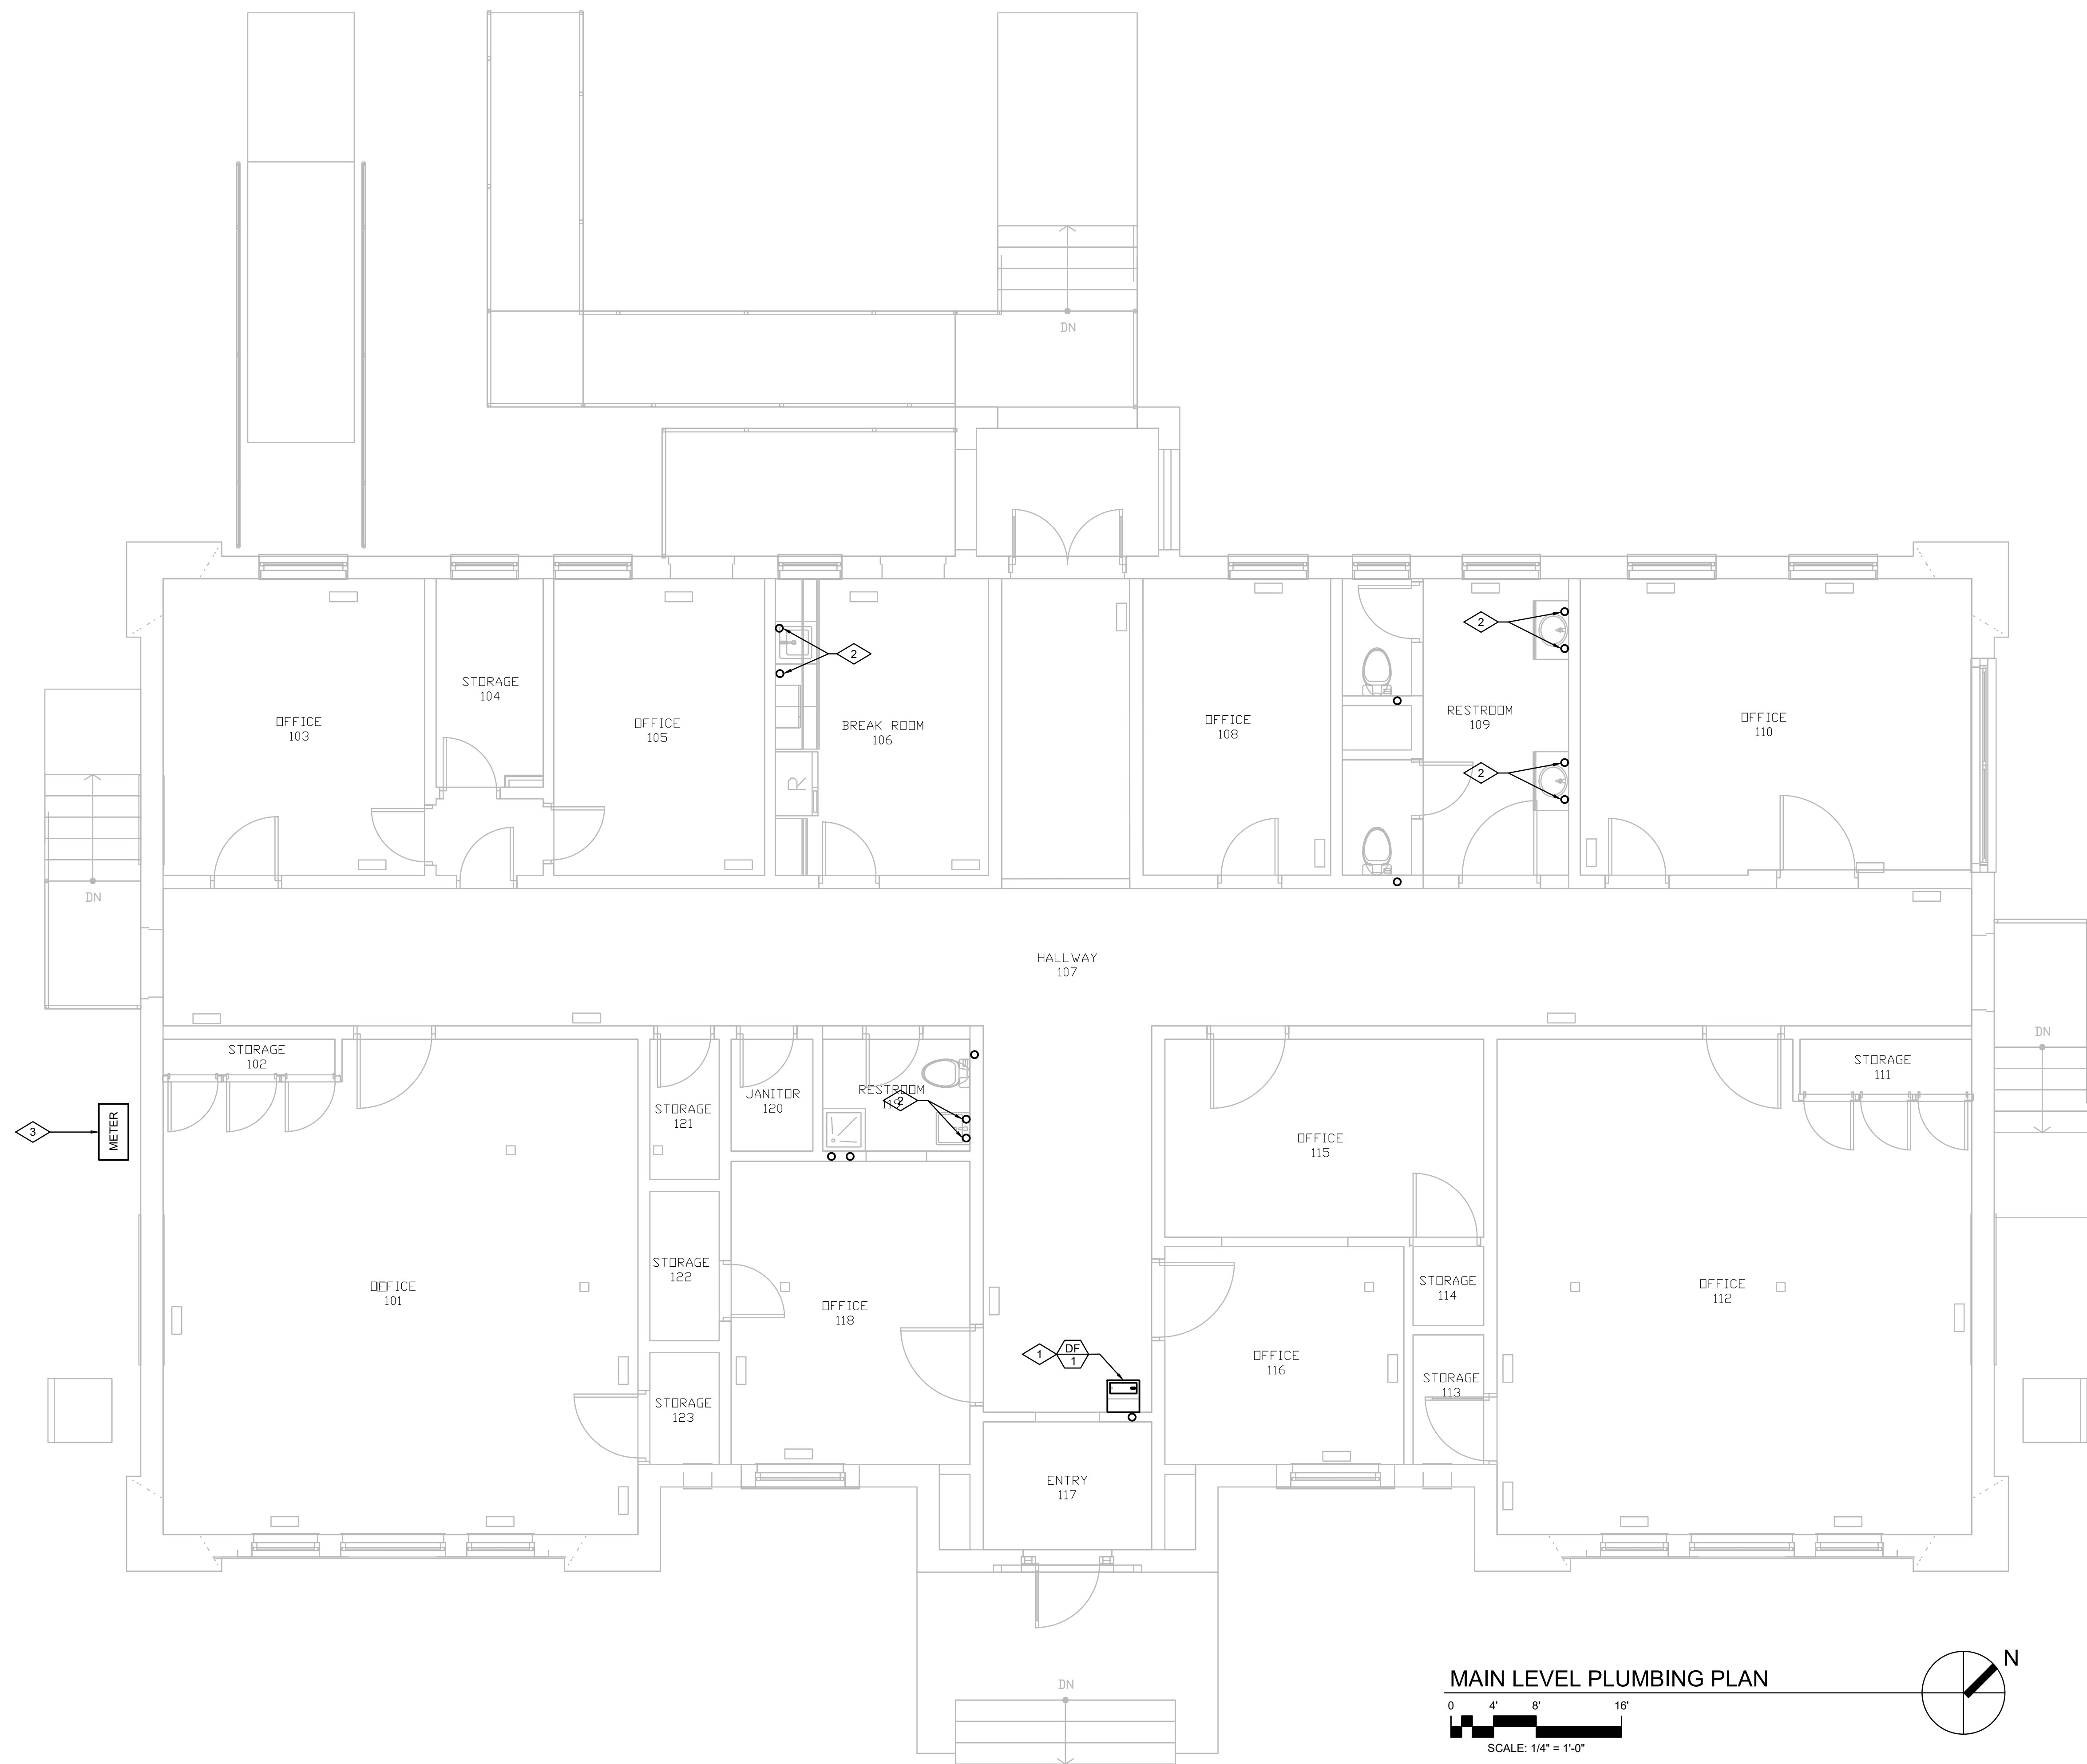 DN
2
2
STORAGE
104
RESTROOM
109
OFFICE
103
OFFICE
105
BREAK ROOM
106
OFFICE
108
OFFICE
110
2
R
DN
HALLWAY
107
DN
STORAGE
102
STORAGE
111
RESTROOM
119
2
JANITOR
120
STORAGE
121
3
METER
OFFICE
115
STORAGE
122
OFFICE
101
OFFICE
118
STORAGE
114
OFFICE
112
1
DF
1
OFFICE
116
STORAGE
113
STORAGE
123
ENTRY
117
DN
N
MAIN LEVEL PLUMBING PLAN
0 4' 8' 16'
SCALE: 1/4" = 1'-0"